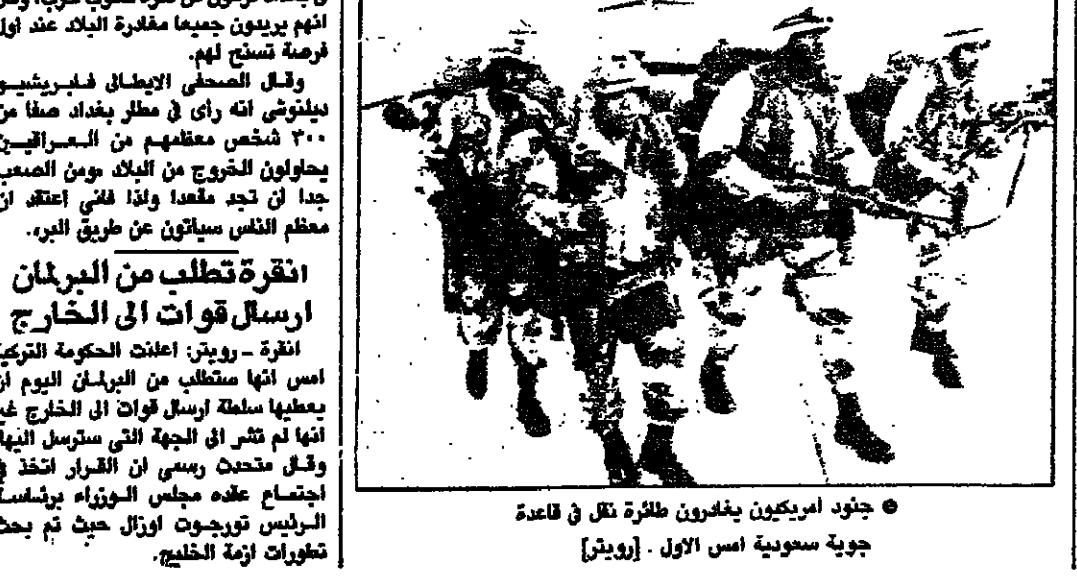 انهم يريدون جميعا مغادرة البلاد عند اول
فرصة تسنح لهم.
وقال الصحفي الايطالي فابريشيو
ديلنوشي انه رأى في مطار بغداد صفا من
٣٠٠ شخص معظمهم من العراقيين
يحاولون الخروج من البلاد «ومن الصعب
جدا ان تجد مقعدا ولذا فاني اعتقد ان
معظم الناس سيأتون عن طريق البر».
انقرة تطلب من البرلمان
ارسال قوات الى الخارج
انقرة ـ رويتر: اعلنت الحكومة التركية
امس انها ستطلب من البرلمان اليوم ان
يعطيها سلطة ارسال قوات الى الخارج غير
انها لم تشر الى الجهة التي سترسل اليها
وقال متحدث رسمي ان القرار اتخذ في
اجتماع عقده مجلس الوزراء برئاسة
الرئيس تورجوت اوزال حيث تم بحث
تطورات ازمة الخليج.
● جنود امريكيون يغادرون طائرة نقل في قاعدة
جوية سعودية امس الاول . [رويتر]